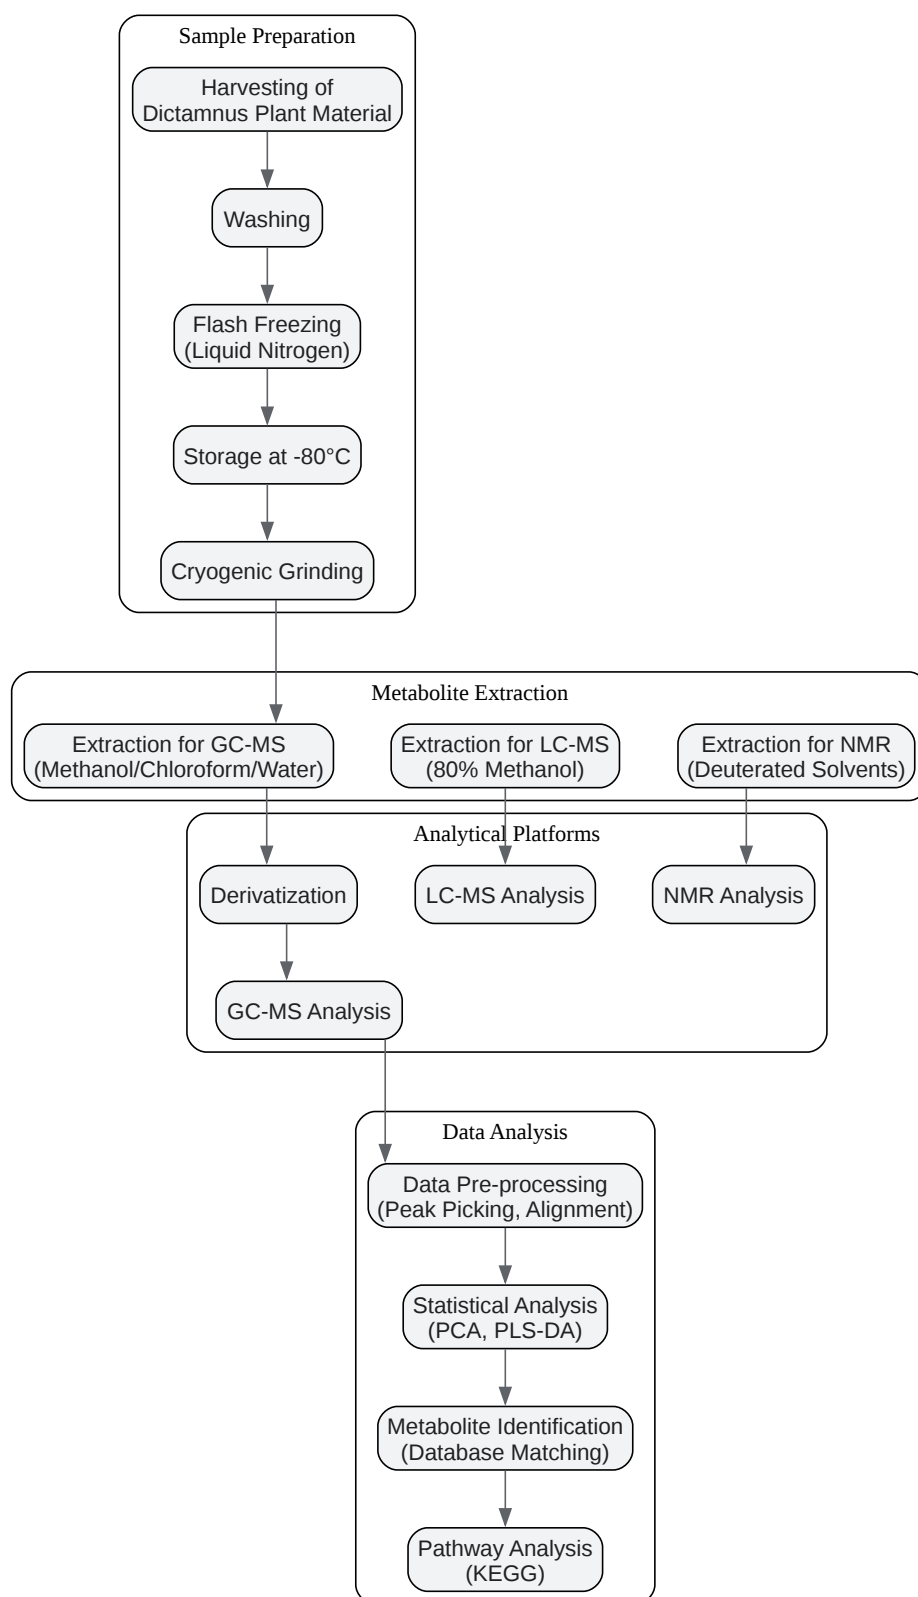 Sample Preparation
Harvesting of
Dictamnus Plant Material
Washing
Flash Freezing
(Liquid Nitrogen)
Storage at -80°C
Cryogenic Grinding
Metabolite Extraction
Extraction for GC-MS
(Methanol/Chloroform/Water)
Extraction for LC-MS
(80% Methanol)
Extraction for NMR
(Deuterated Solvents)
Analytical Platforms
Derivatization
LC-MS Analysis
NMR Analysis
GC-MS Analysis
Data Analysis
Data Pre-processing
(Peak Picking, Alignment)
Statistical Analysis
(PCA, PLS-DA)
Metabolite Identification
(Database Matching)
Pathway Analysis
(KEGG)